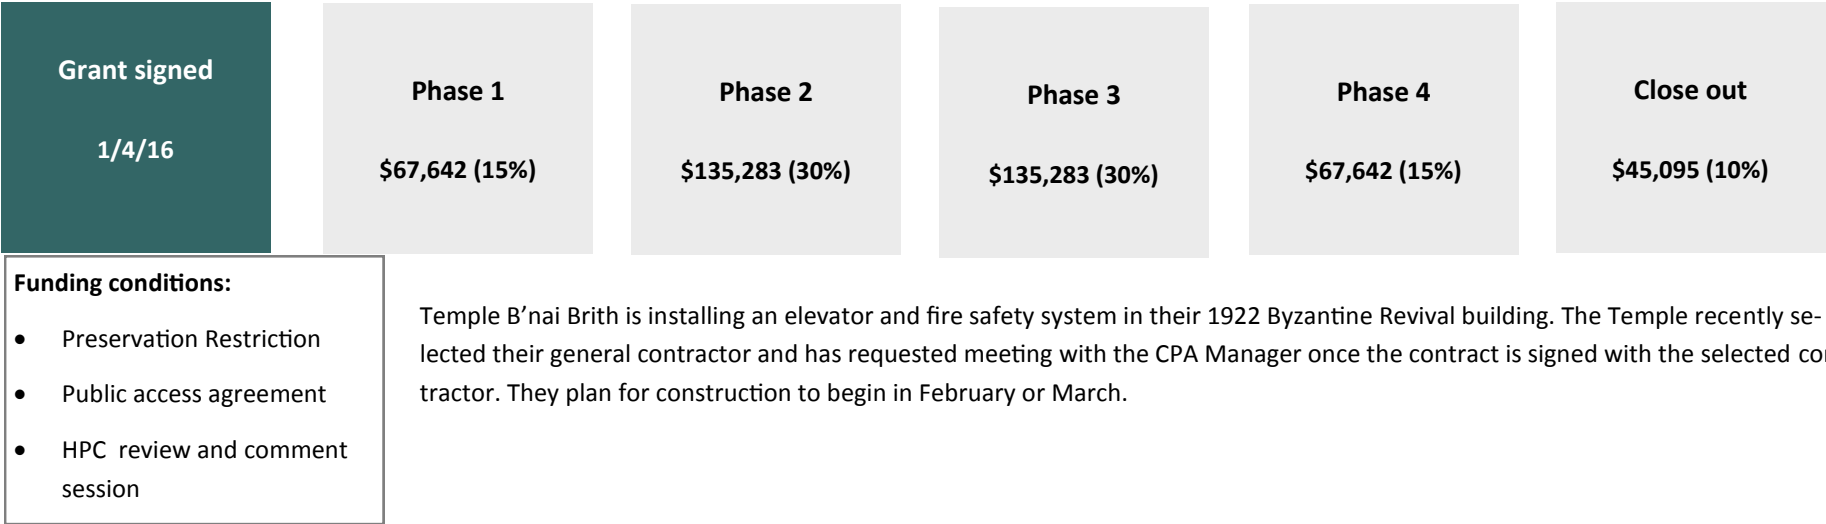 Grant signed
1/4/16
Phase 1
$67,642 (15%)
Phase 2
$135,283 (30%)
Phase 3
$135,283 (30%)
Phase 4
$67,642 (15%)
Close out
$45,095 (10%)
Funding conditions:
• Preservation Restriction
• Public access agreement
• HPC review and comment
session
Temple B’nai Brith is installing an elevator and fire safety system in their 1922 Byzantine Revival building. The Temple recently se-
lected their general contractor and has requested meeting with the CPA Manager once the contract is signed with the selected
tractor. They plan for construction to begin in February or March.